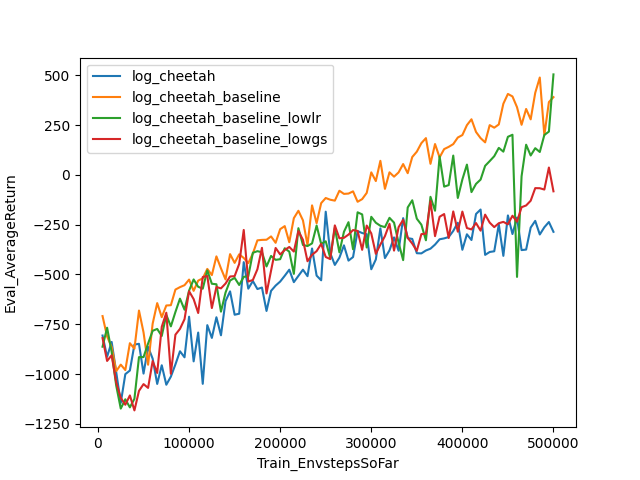 500
250
0
−250
−500
−750
−1000
−1250
Eval_AverageReturn
log_cheetah
log_cheetah_baseline
log_cheetah_baseline_lowlr
log_cheetah_baseline_lowgs
0 100000 200000 300000 400000 500000
Train_EnvstepsSoFar